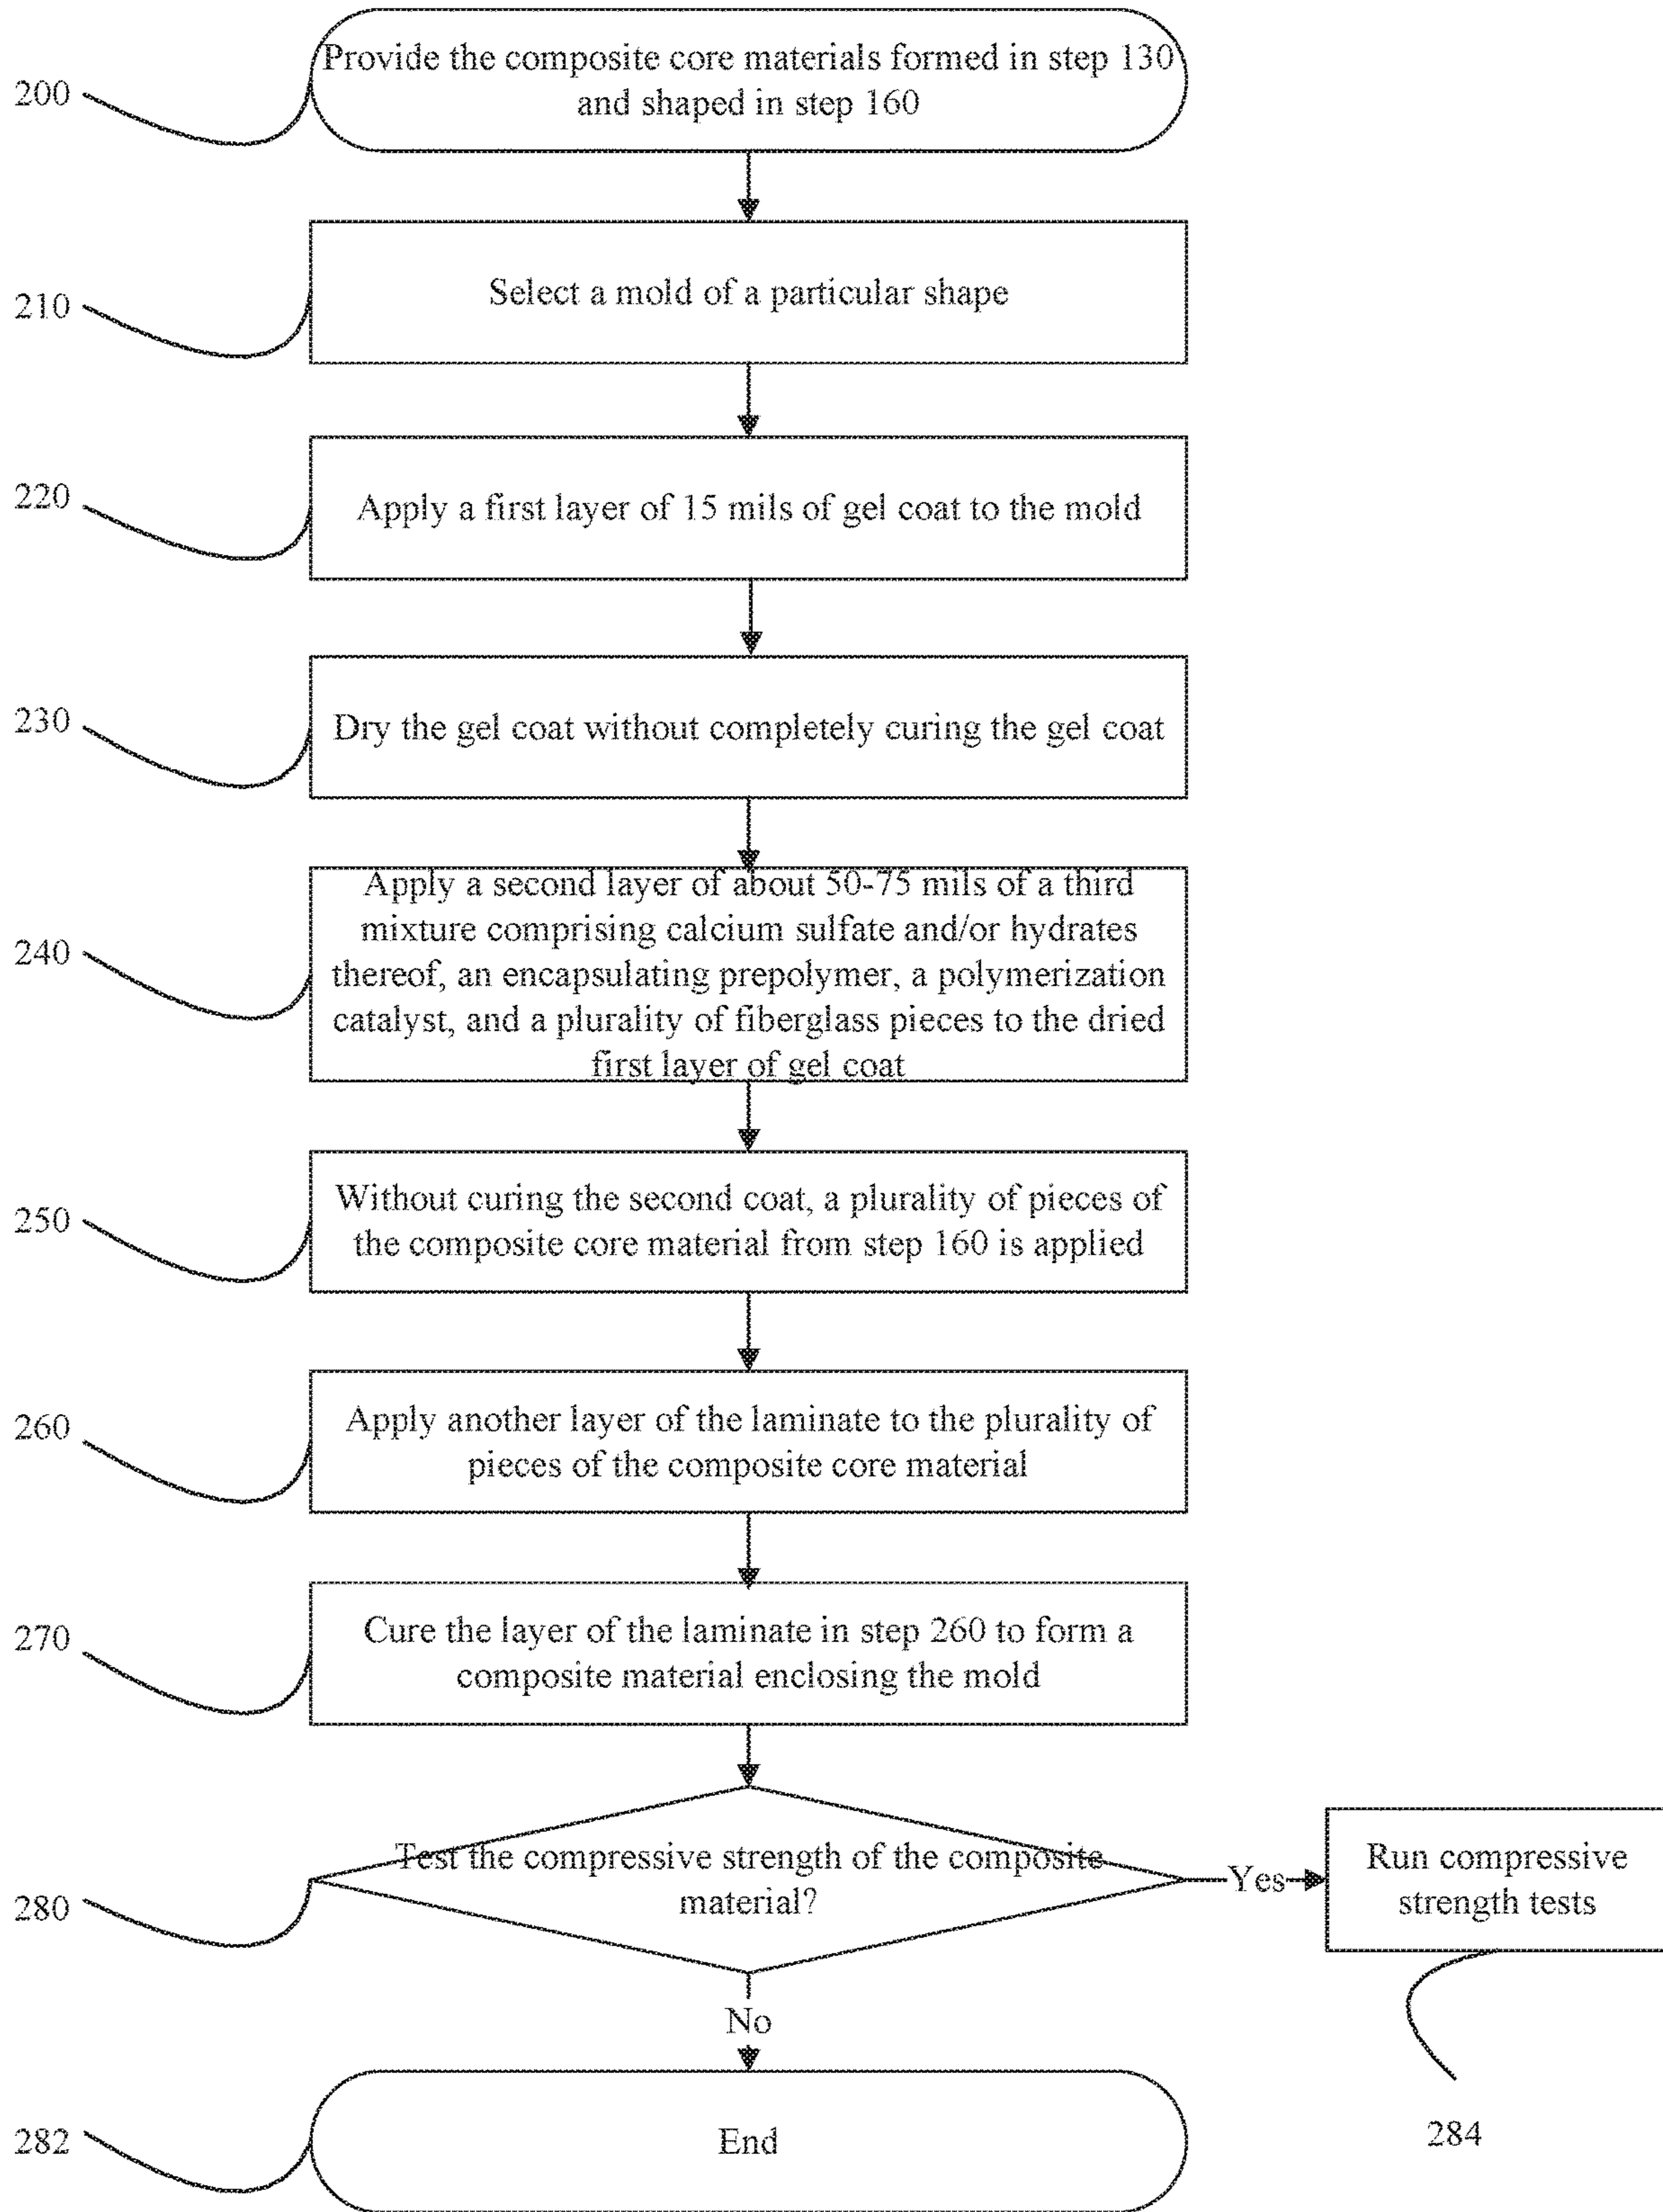 200
Provide the composite core materials formed in step 130
and shaped in step 160
210
Select a mold of a particular shape
220
Apply a first layer of 15 mils of gel coat to the mold
230
Dry the gel coat without completely curing the gel coat
240
Apply a second layer of about 50-75 mils of a third
mixture comprising calcium sulfate and/or hydrates
thereof, an encapsulating prepolymer, a polymerization
catalyst, and a plurality of fiberglass pieces to the dried
first layer of gel coat
250
Without curing the second coat, a plurality of pieces of
the composite core material from step 160 is applied
260
Apply another layer of the laminate to the plurality of
pieces of the composite core material
270
Cure the layer of the laminate in step 260 to form a
composite material enclosing the mold
280
Test the compressive strength of the composite
material?
Yes
Run compressive
strength tests
284
No
282
End